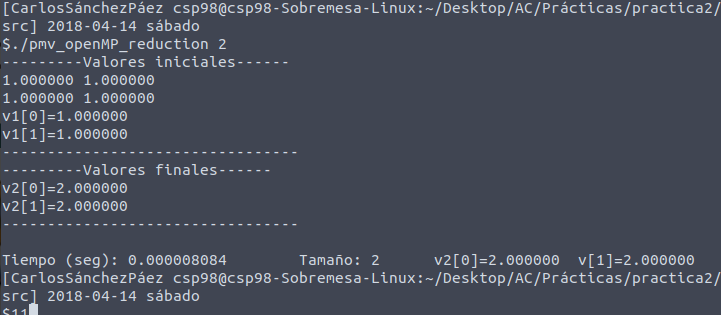 [CarlosSánchezPáez csp98@csp98-Sobremesa-Linux:~/Desktop/AC/Prácticas/practica2/
src] 2018-04-14 sábado
$./pmv_openMP_reduction 2
---------Valores iniciales------
1.000000 1.000000
1.000000 1.000000
v1[0]=1.000000
v1[1]=1.000000
---------------------------------
---------Valores finales------
v2[0]=2.000000
v2[1]=2.000000
---------------------------------
Tiempo (seg): 0.000008084        Tamaño: 2      v2[0]=2.000000  v[1]=2.000000
[CarlosSánchezPáez csp98@csp98-Sobremesa-Linux:~/Desktop/AC/Prácticas/practica2/
src] 2018-04-14 sábado
$11